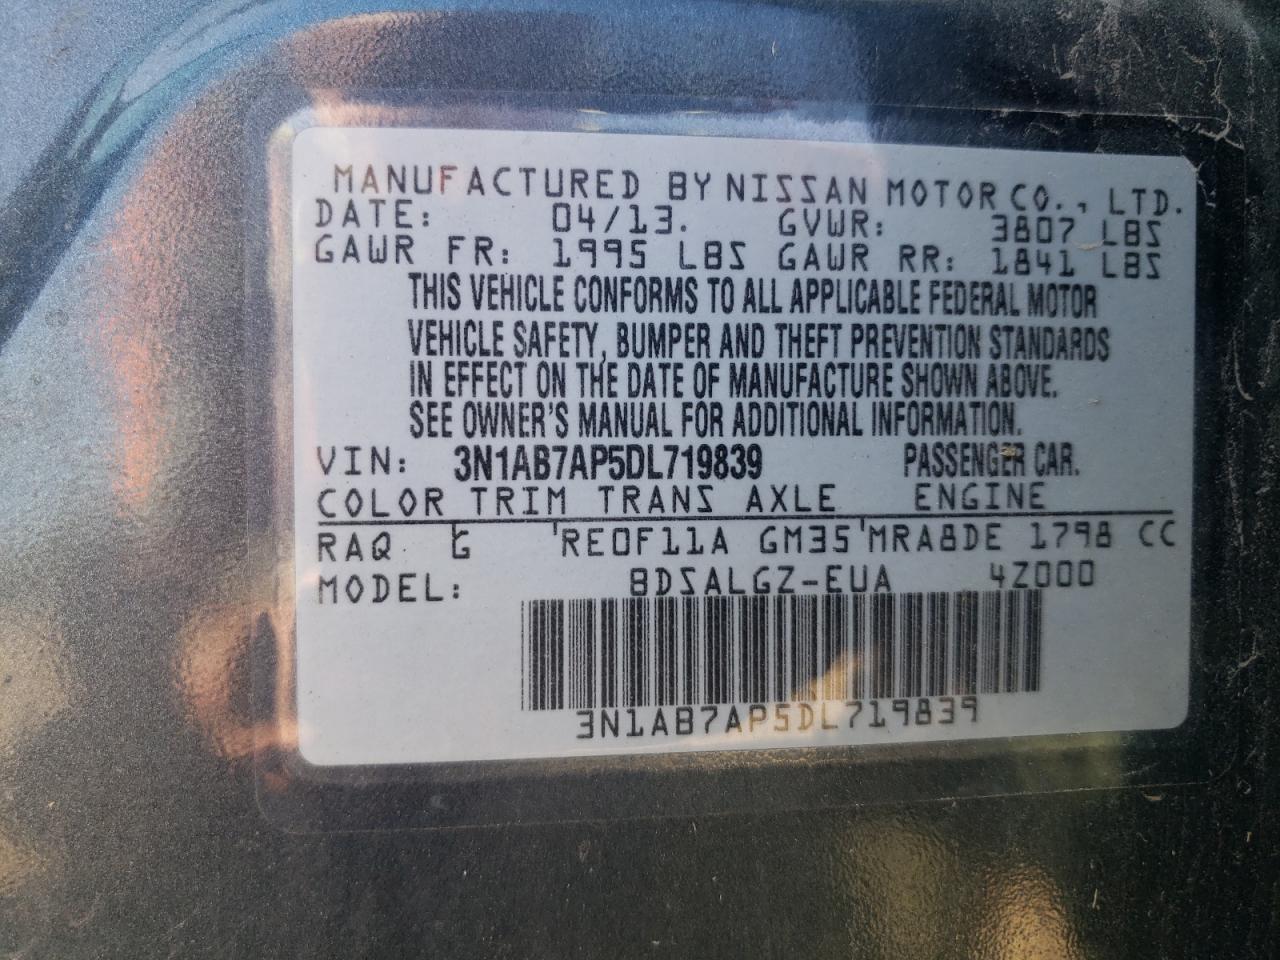 MANUFACTURED BY NISSAN MOTOR CO., LTD.
DATE: 04/13. GVWR: 3807 LBS
GAWR FR: 1995 LBS GAWR RR: 1841 LBS
THIS VEHICLE CONFORMS TO ALL APPLICABLE FEDERAL MOTOR
VEHICLE SAFETY, BUMPER AND THEFT PREVENTION STANDARDS
IN EFFECT ON THE DATE OF MANUFACTURE SHOWN ABOVE.
SEE OWNER'S MANUAL FOR ADDITIONAL INFORMATION.
VIN: 3N1AB7AP5DL719839 PASSENGER CAR.
COLOR TRIM TRANS AXLE ENGINE
RAQ G 'RE0F11A GM35'MRA8DE 1798 CC
MODEL: BDSALGZ-EUA 4Z000
3N1AB7AP5DL719839